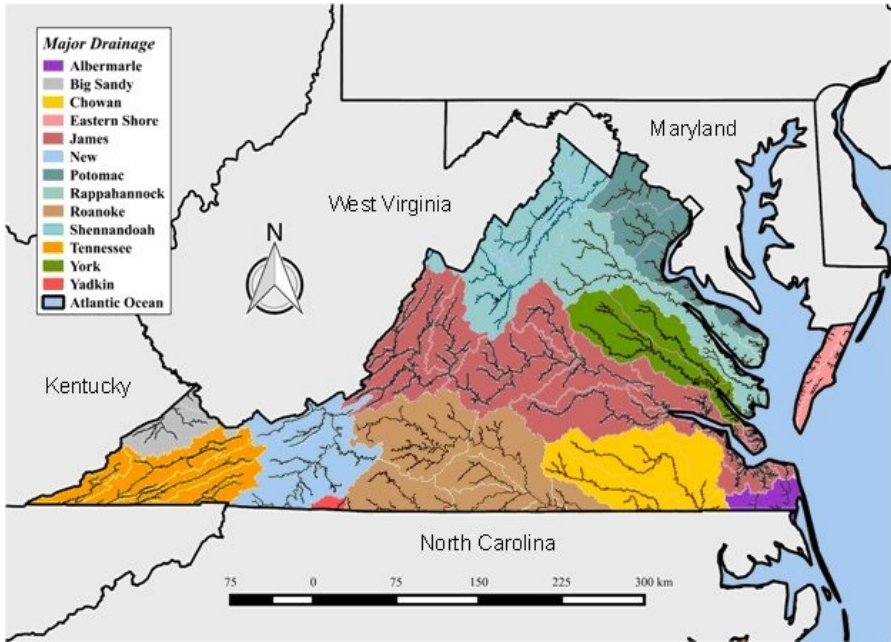 Major Drainage
Albermarle
Big Sandy
Chowan
Eastern Shore
James
New
Potomac
Rappahannock
Roanoke
Shennandoah
Tennessee
York
Yadkin
Atlantic Ocean
Maryland
West Virginia
N
Kentucky
North Carolina
75 0 75 150 225 300 km